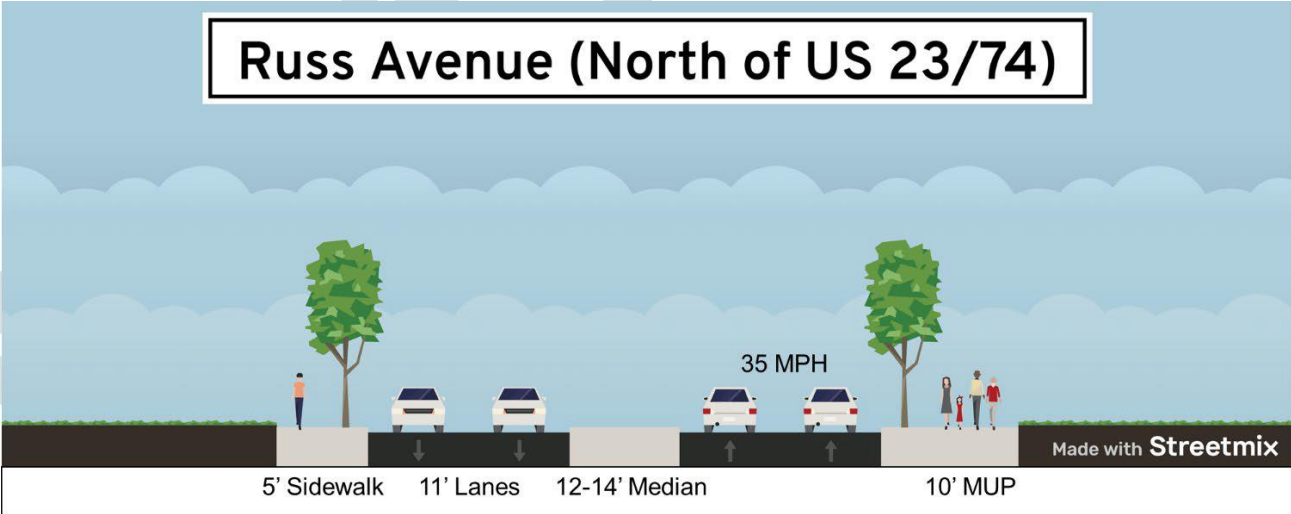 Russ Avenue (North of US 23/74)
35 MPH
Made with Streetmix
5' Sidewalk
11' Lanes
12-14' Median
10' MUP